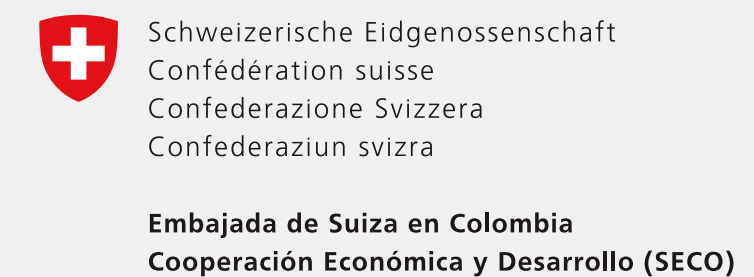 Schweizerische Eidgenossenschaft
Confédération suisse
Confederazione Svizzera
Confederaziun svizra
Embajada de Suiza en Colombia
Cooperación Económica y Desarrollo (SECO)